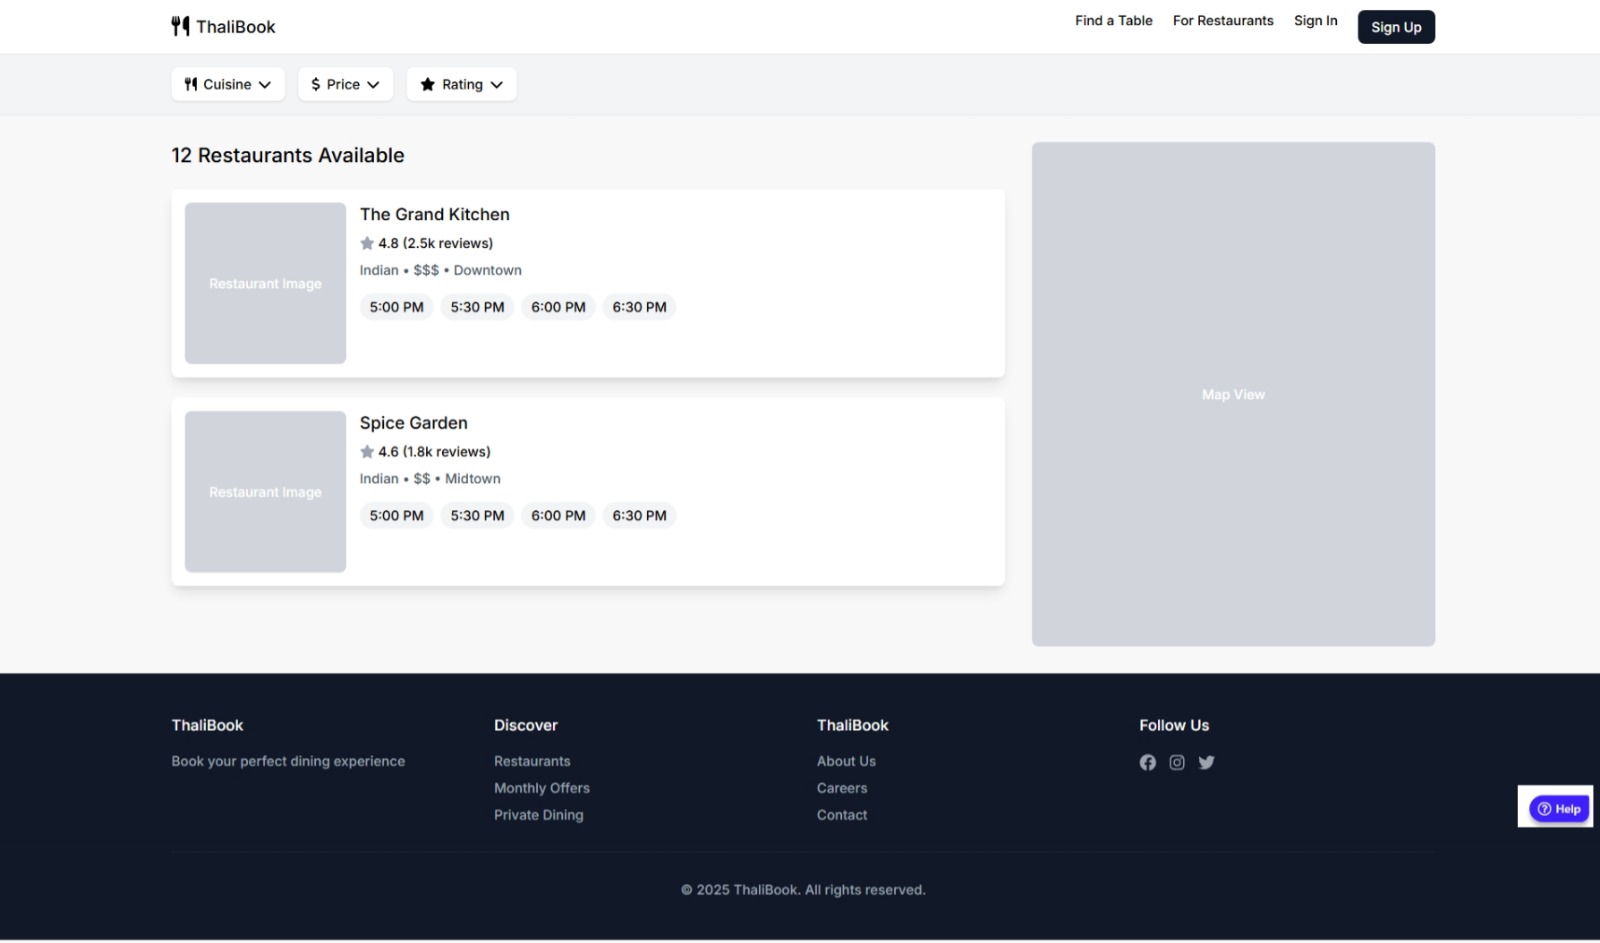 ThaliBook
Find a Table
For Restaurants
Sign In
Sign Up
Cuisine
$ Price
Rating
12 Restaurants Available
Restaurant Image
The Grand Kitchen
4.8 (2.5k reviews)
Indian • $$$ • Downtown
5:00 PM
5:30 PM
6:00 PM
6:30 PM
Restaurant Image
Spice Garden
4.6 (1.8k reviews)
Indian • $$ • Midtown
5:00 PM
5:30 PM
6:00 PM
6:30 PM
Map View
ThaliBook
Book your perfect dining experience
Discover
Restaurants
Monthly Offers
Private Dining
ThaliBook
About Us
Careers
Contact
Follow Us
? Help
© 2025 ThaliBook. All rights reserved.